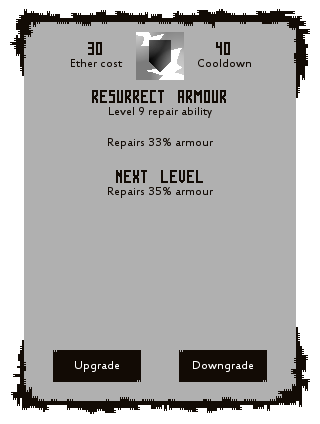 30
Ether cost
40
Cooldown
RESURRECT ARMOUR
Level 9 repair ability
Repairs 33% armour
NEXT LEVEL
Repairs 35% armour
Upgrade
Downgrade